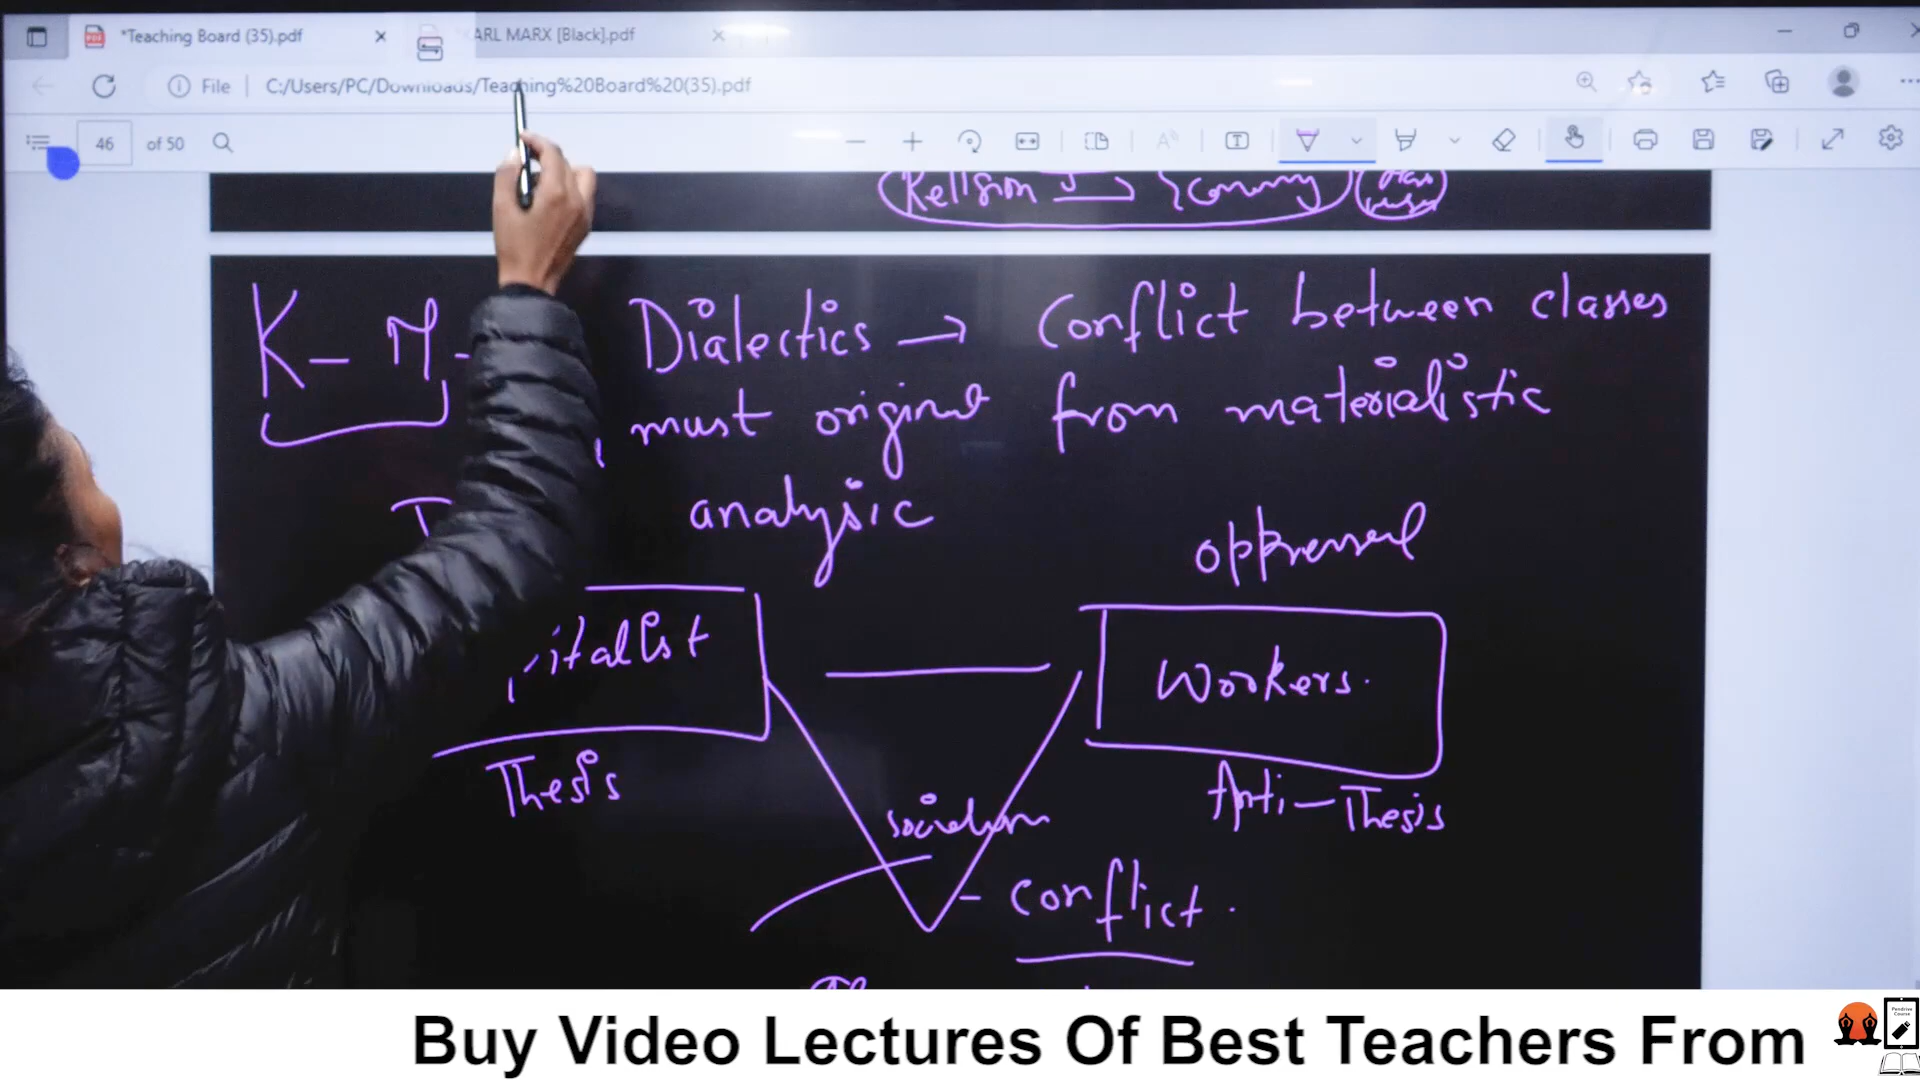 *Teaching Board (35).pdf
ARL MARX [Black].pdf
File
C:/Users/PC/Downloads/Teaching%20Board%20(35).pdf
46 of 50
Religion
K - M - Dialectics → Conflict between classes
must original from materialistic
analysic
oppressed
italist
Workers.
Thesis
Anti-Thesis
socialism
- conflict.
Buy Video Lectures Of Best Teachers From